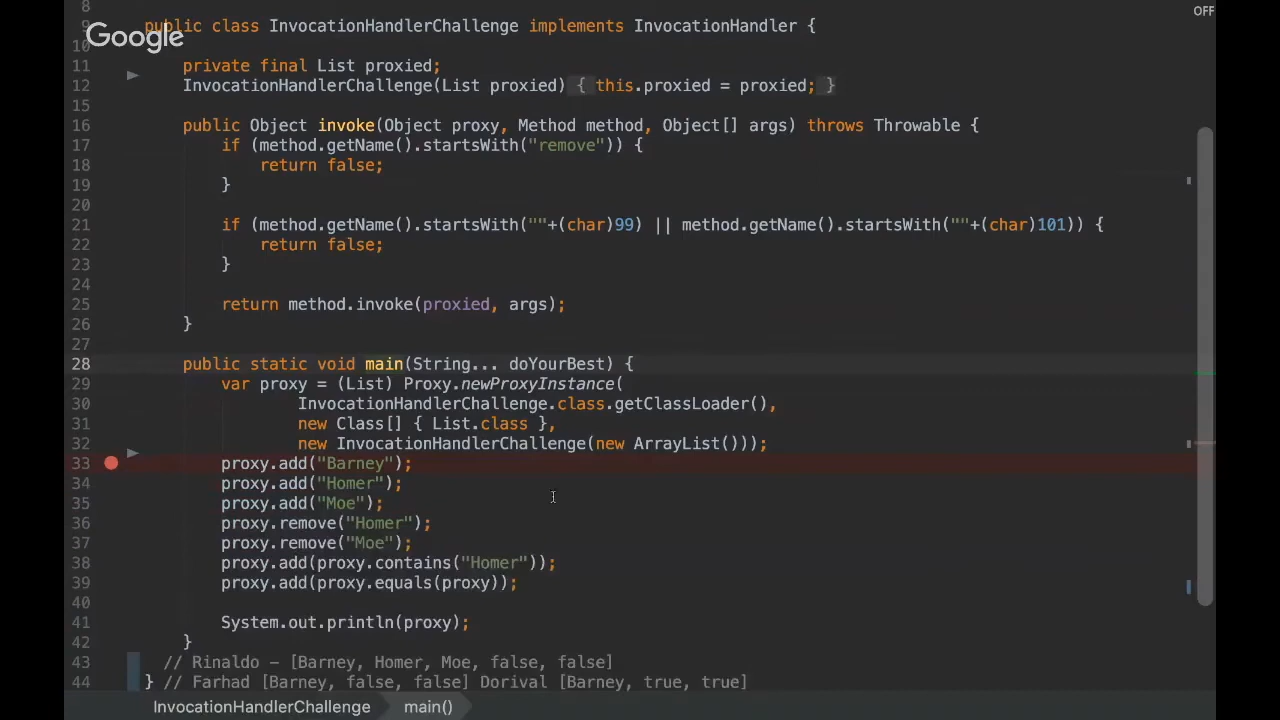 OFF
Google
8
9 public class InvocationHandlerChallenge implements InvocationHandler {
10
11 private final List proxied;
12 InvocationHandlerChallenge(List proxied) { this.proxied = proxied; }
15
16 public Object invoke(Object proxy, Method method, Object[] args) throws Throwable {
17 if (method.getName().startsWith("remove")) {
18 return false;
19 }
20
21 if (method.getName().startsWith(""+(char)99) || method.getName().startsWith(""+(char)101)) {
22 return false;
23 }
24
25 return method.invoke(proxied, args);
26 }
27
28 public static void main(String... doYourBest) {
29 var proxy = (List) Proxy.newProxyInstance(
30 InvocationHandlerChallenge.class.getClassLoader(),
31 new Class[] { List.class },
32 new InvocationHandlerChallenge(new ArrayList()));
33 proxy.add("Barney");
34 proxy.add("Homer");
35 proxy.add("Moe");
36 proxy.remove("Homer");
37 proxy.remove("Moe");
38 proxy.add(proxy.contains("Homer"));
39 proxy.add(proxy.equals(proxy));
40
41 System.out.println(proxy);
42 }
43 // Rinaldo – [Barney, Homer, Moe, false, false]
44 } // Farhad [Barney, false, false] Dorival [Barney, true, true]
InvocationHandlerChallenge main()